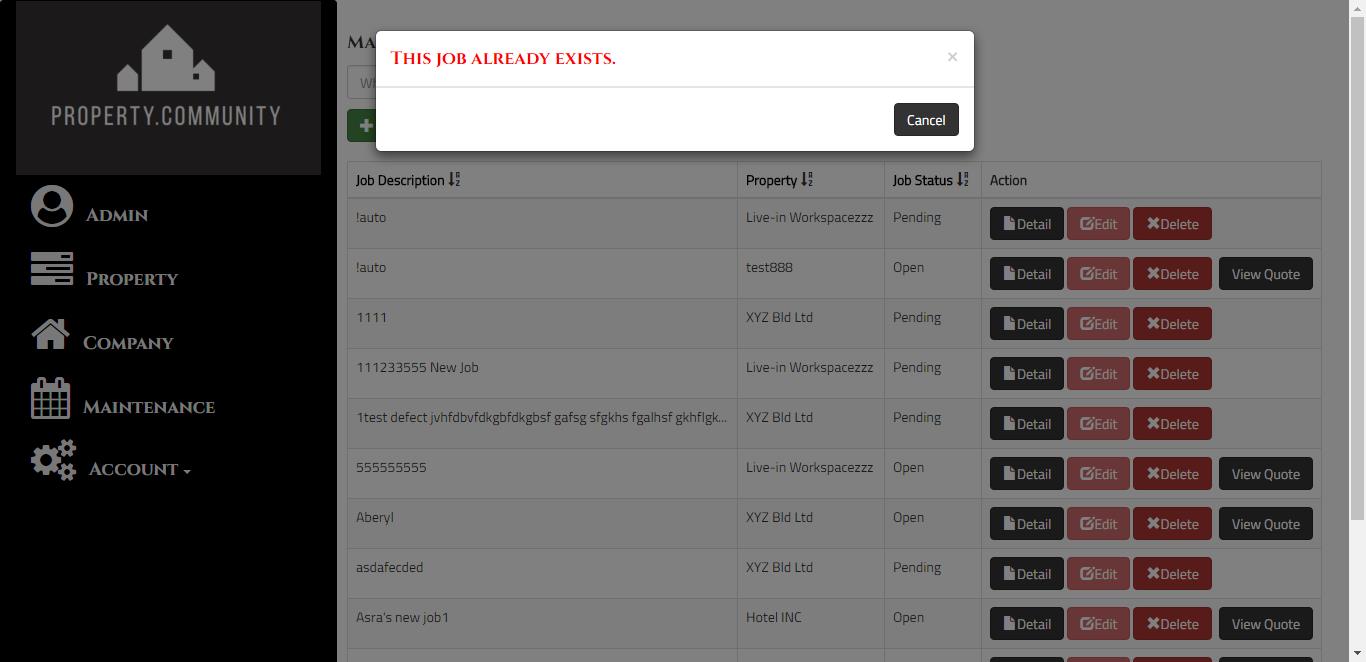 PROPERTY.COMMUNITY
Admin
Property
Company
Maintenance
Account
This job already exists.
×
Cancel
Job Description Property Job Status Action
!auto Live-in Workspacezzz Pending Detail Edit Delete
!auto test888 Open Detail Edit Delete View Quote
1111 XYZ Bld Ltd Pending Detail Edit Delete
111233555 New Job Live-in Workspacezzz Pending Detail Edit Delete
1test defect jvhfdbvfdkgbfdkgbsf gafsg sfgkhs fgalhsf gkhflgk... XYZ Bld Ltd Pending Detail Edit Delete
555555555 Live-in Workspacezzz Open Detail Edit Delete View Quote
Aberyl XYZ Bld Ltd Open Detail Edit Delete View Quote
asdafecded XYZ Bld Ltd Pending Detail Edit Delete
Asra's new job1 Hotel INC Open Detail Edit Delete View Quote